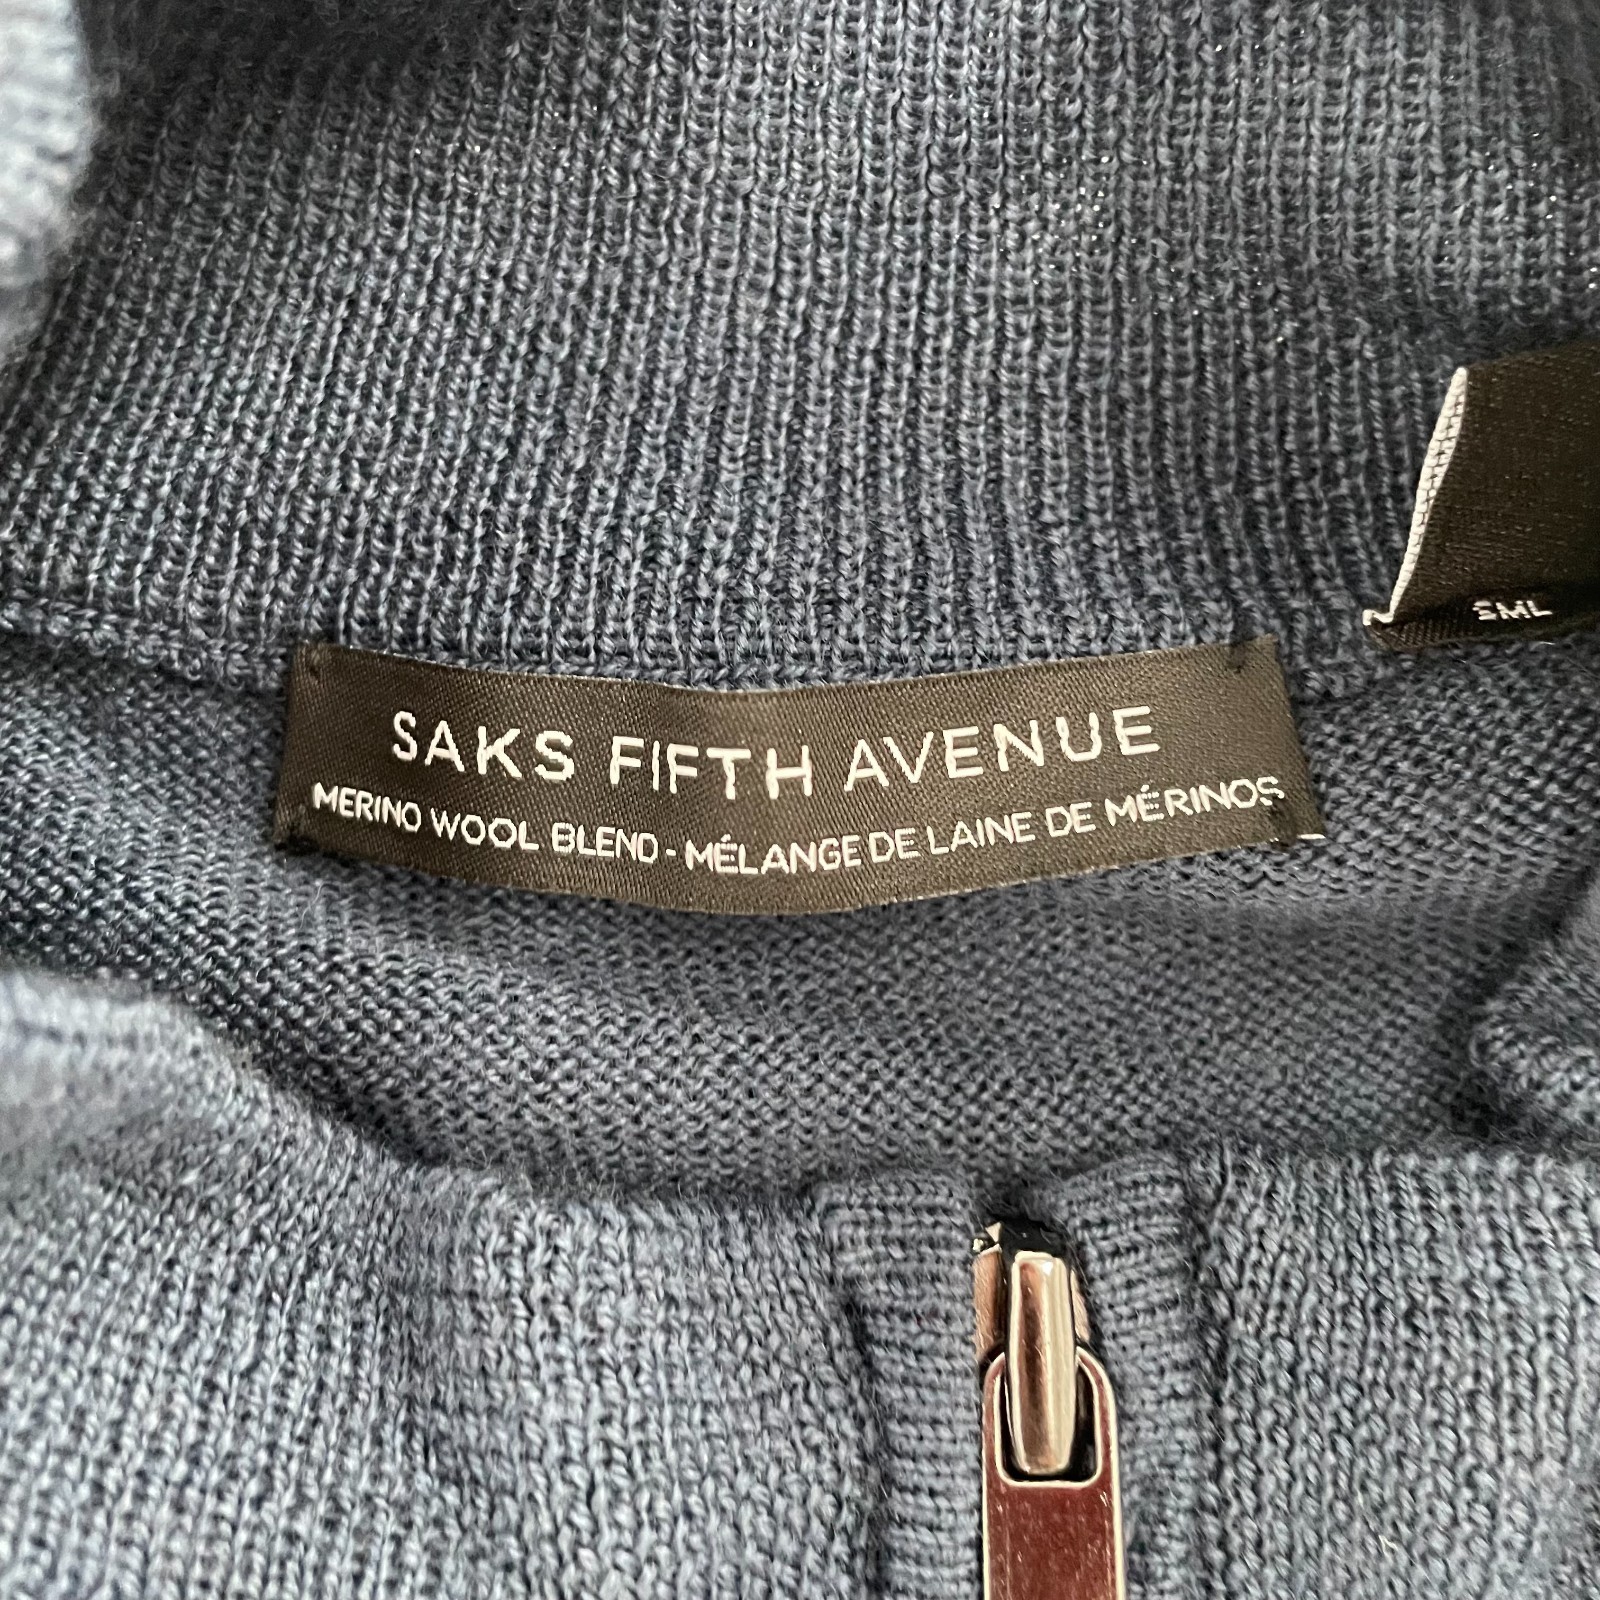 SML
SAKS FIFTH AVENUE
MERINO WOOL BLEND - MÉLANGE DE LAINE DE MÉRINOS